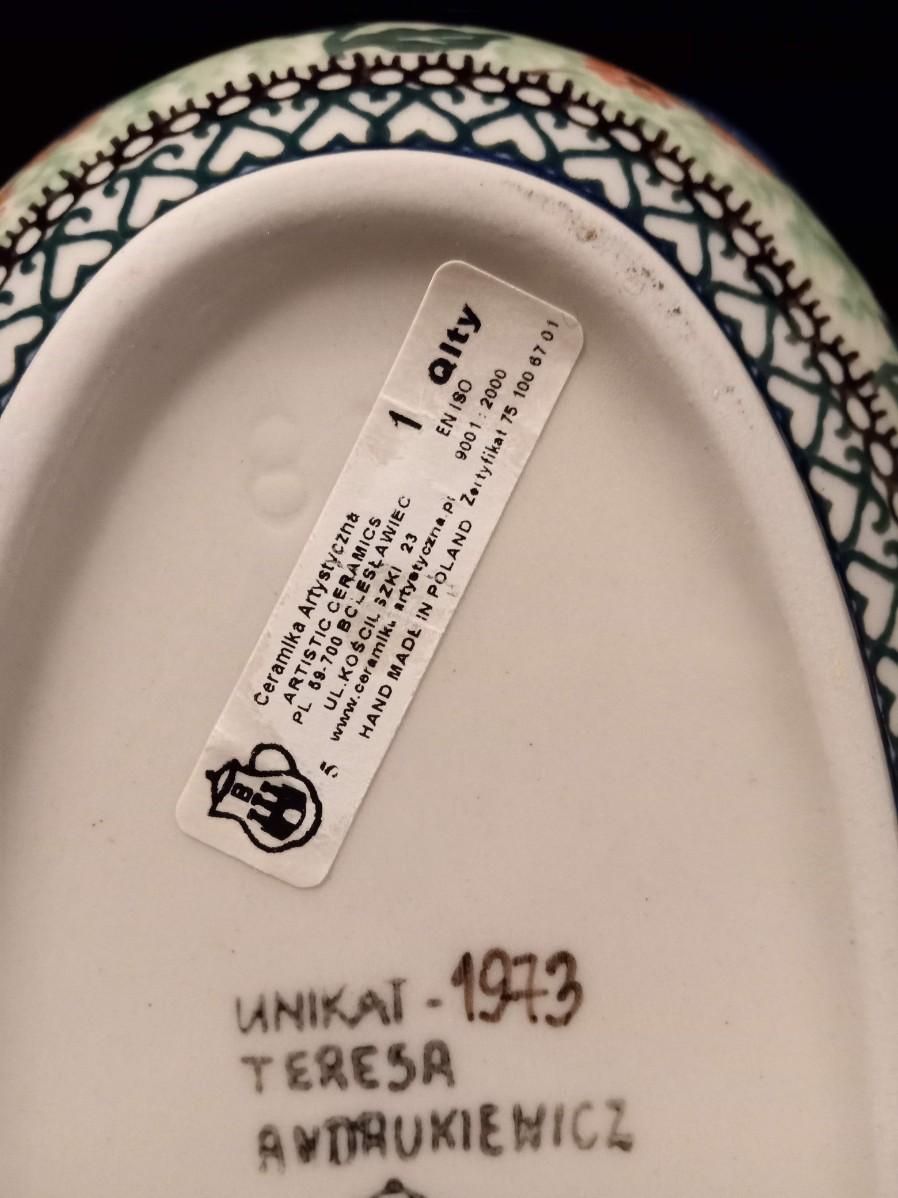 1 Qlty
EN ISO
9001 : 2000
Zertyfikat 75 100 67 01
Ceramika Artystyczna
ARTISTIC CERAMICS
PL 59-700 BOLESŁAWIEC
UL.KOŚCIUSZKI 23
www.ceramika-artystyczna.pl
HAND MADE IN POLAND
5
B
UNIKAT - 1973
TERESA
ANDRUKIEWICZ